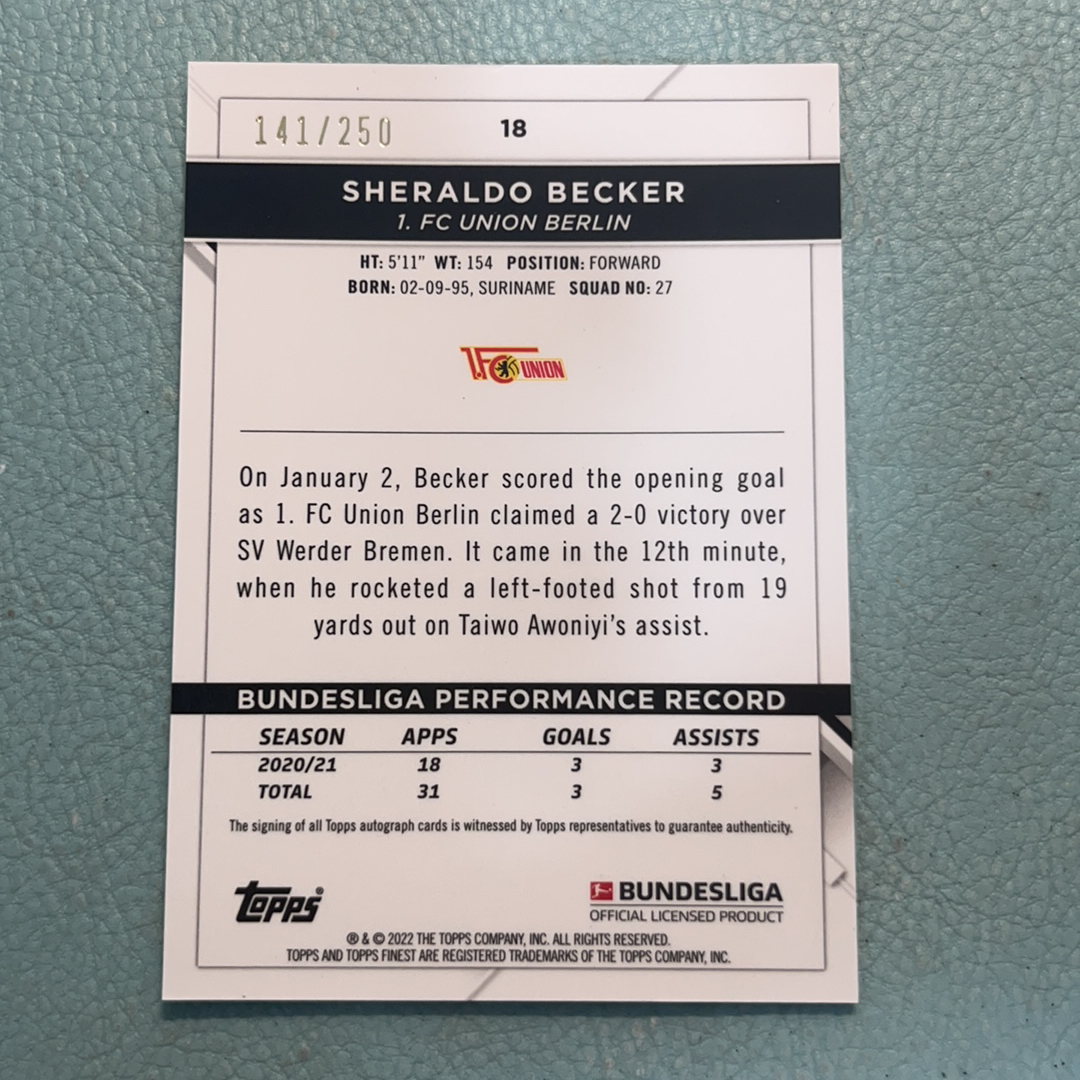 141/250 18
SHERALDO BECKER
1. FC UNION BERLIN
HT: 5'11" WT: 154 POSITION: FORWARD
BORN: 02-09-95, SURINAME SQUAD NO: 27
1.FC UNION
On January 2, Becker scored the opening goal
as 1. FC Union Berlin claimed a 2-0 victory over
SV Werder Bremen. It came in the 12th minute,
when he rocketed a left-footed shot from 19
yards out on Taiwo Awoniyi's assist.
BUNDESLIGA PERFORMANCE RECORD
SEASON APPS GOALS ASSISTS
2020/21 18 3 3
TOTAL 31 3 5
The signing of all Topps autograph cards is witnessed by Topps representatives to guarantee authenticity.
topps®
BUNDESLIGA
OFFICIAL LICENSED PRODUCT
® & © 2022 THE TOPPS COMPANY, INC. ALL RIGHTS RESERVED.
TOPPS AND TOPPS FINEST ARE REGISTERED TRADEMARKS OF THE TOPPS COMPANY, INC.